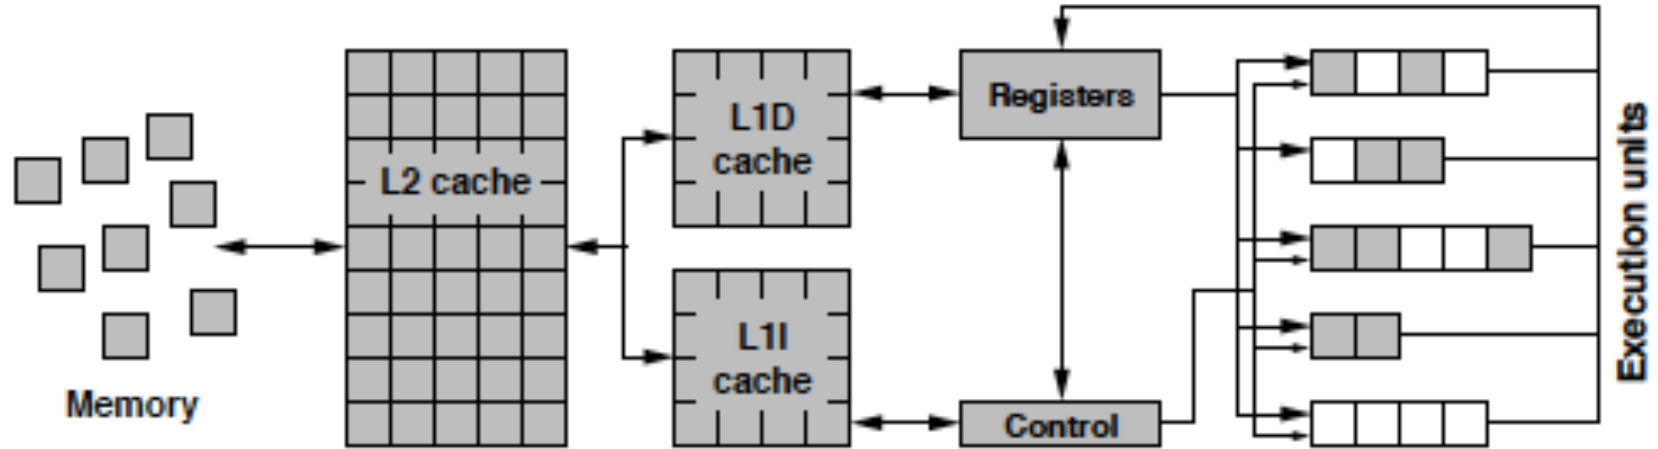 Memory
L2 cache
L1D
cache
L1I
cache
Registers
Control
Execution units